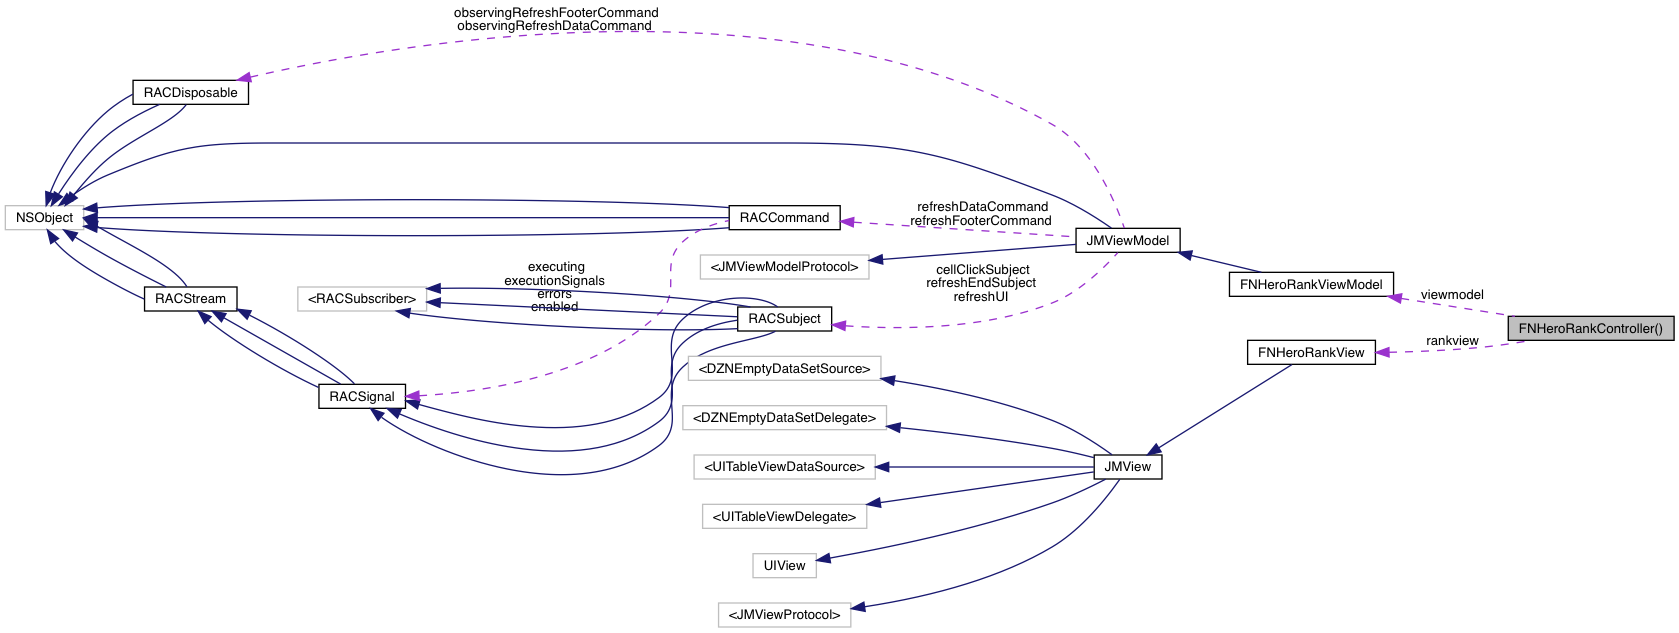 observingRefreshFooterCommand
observingRefreshDataCommand
RACDisposable
NSObject
RACCommand
refreshDataCommand
refreshFooterCommand
JMViewModel
<JMViewModelProtocol>
executing
executionSignals
errors
enabled
cellClickSubject
refreshEndSubject
refreshUI
FNHeroRankViewModel
viewmodel
RACStream
<RACSubscriber>
RACSubject
FNHeroRankController()
rankview
FNHeroRankView
<DZNEmptyDataSetSource>
RACSignal
<DZNEmptyDataSetDelegate>
<UITableViewDataSource>
JMView
<UITableViewDelegate>
UIView
<JMViewProtocol>